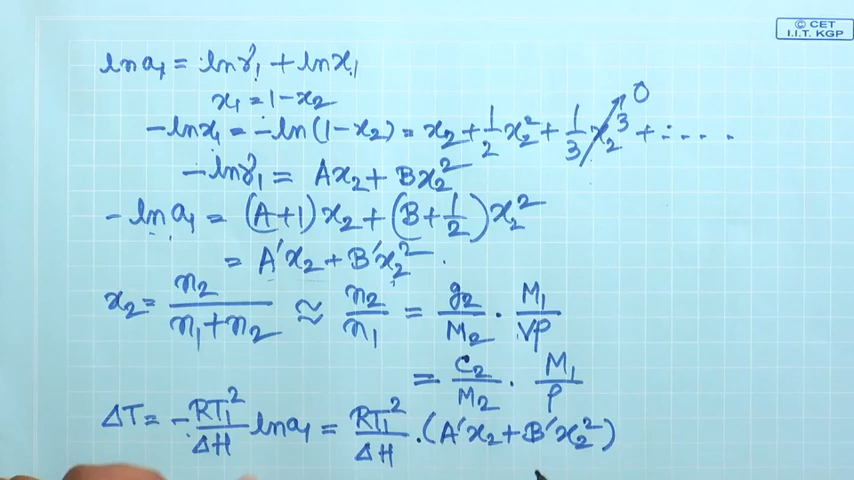 © CET
I.I.T. KGP
ln a₁ = ln γ₁ + ln x₁
x₁ = 1 - x₂
- ln x₁ = - ln (1 - x₂) = x₂ + 1/2 x₂² + 1/3 x₂³ + .... 0
- ln γ₁ = A x₂ + B x₂²
- ln a₁ = (A + 1) x₂ + (B + 1/2) x₂²
= A' x₂ + B' x₂² .
x₂ = n₂/(n₁ + n₂) ≈ n₂/n₁ = g₂/M₂ · M₁/Vρ
= C₂/M₂ · M₁/ρ
ΔT = - RT₁²/ΔH ln a₁ = RT₁²/ΔH · (A' x₂ + B' x₂²)